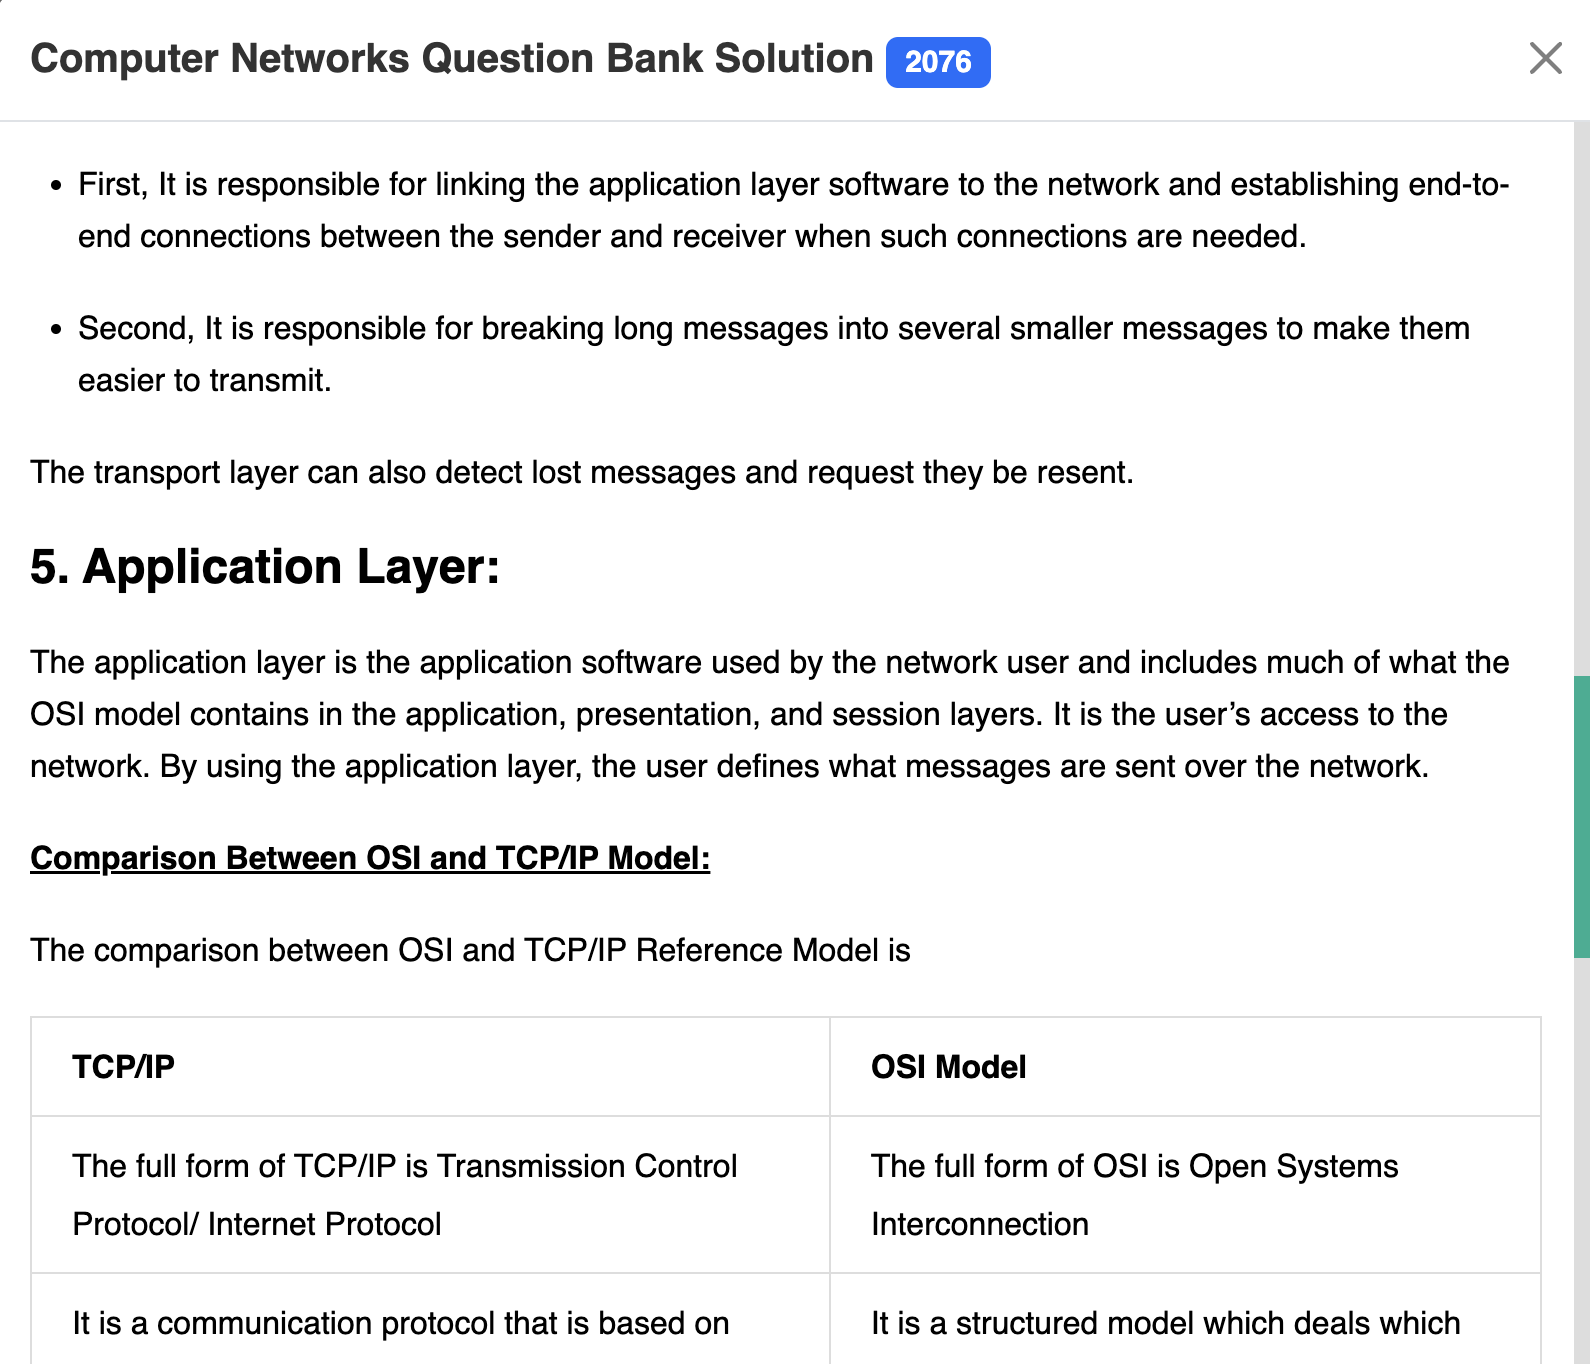 Computer Networks Question Bank Solution 2076
• First, It is responsible for linking the application layer software to the network and establishing end-to-
end connections between the sender and receiver when such connections are needed.
• Second, It is responsible for breaking long messages into several smaller messages to make them
easier to transmit.
The transport layer can also detect lost messages and request they be resent.
5. Application Layer:
The application layer is the application software used by the network user and includes much of what the
OSI model contains in the application, presentation, and session layers. It is the user’s access to the
network. By using the application layer, the user defines what messages are sent over the network.
Comparison Between OSI and TCP/IP Model:
The comparison between OSI and TCP/IP Reference Model is
TCP/IP
OSI Model
The full form of TCP/IP is Transmission Control
Protocol/ Internet Protocol
The full form of OSI is Open Systems
Interconnection
It is a communication protocol that is based on
It is a structured model which deals which